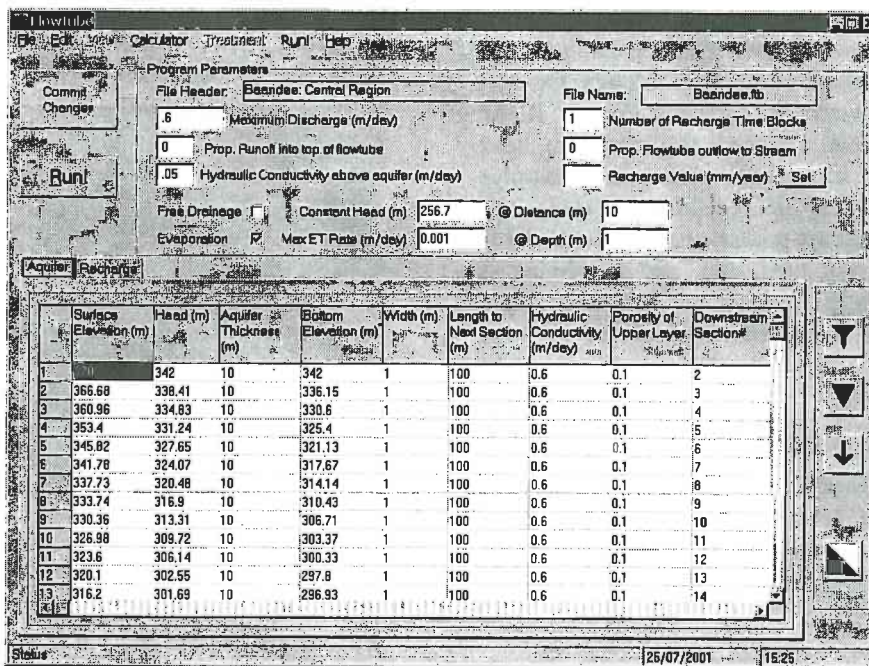 Flowtube
File Edit View Calculator Treatment Run! Help
Program Parameters
Commit Changes
File Header: Baandee: Central Region
File Name: Baandee.ftb
.6 Maximum Discharge (m/day)
1 Number of Recharge Time Blocks
0 Prop. Runoff into top of flowtube
0 Prop. Flowtube outflow to Stream
Run!
.05 Hydraulic Conductivity above aquifer (m/day)
Recharge Value (mm/year) Set
Free Drainage Constant Head (m) 256.7 @ Distance (m) 10
Evaporation Max ET Rate (m/day) 0.001 @ Depth (m) 1
Aquifer Recharge
Surface Elevation (m) Head (m) Aquifer Thickness (m) Bottom Elevation (m) Width (m) Length to Next Section (m) Hydraulic Conductivity (m/day) Porosity of Upper Layer Downstream Section#
1 342 10 342 1 100 0.6 0.1 2
2 366.68 338.41 10 336.15 1 100 0.6 0.1 3
3 360.96 334.83 10 330.6 1 100 0.6 0.1 4
4 353.4 331.24 10 325.4 1 100 0.6 0.1 5
5 345.82 327.65 10 321.13 1 100 0.6 0.1 6
6 341.78 324.07 10 317.67 1 100 0.6 0.1 7
7 337.73 320.48 10 314.14 1 100 0.6 0.1 8
8 333.74 316.9 10 310.43 1 100 0.6 0.1 9
9 330.36 313.31 10 306.71 1 100 0.6 0.1 10
10 326.98 309.72 10 303.37 1 100 0.6 0.1 11
11 323.6 306.14 10 300.33 1 100 0.6 0.1 12
12 320.1 302.55 10 297.8 1 100 0.6 0.1 13
13 316.2 301.69 10 296.93 1 100 0.6 0.1 14
Status 26/07/2001 15:25